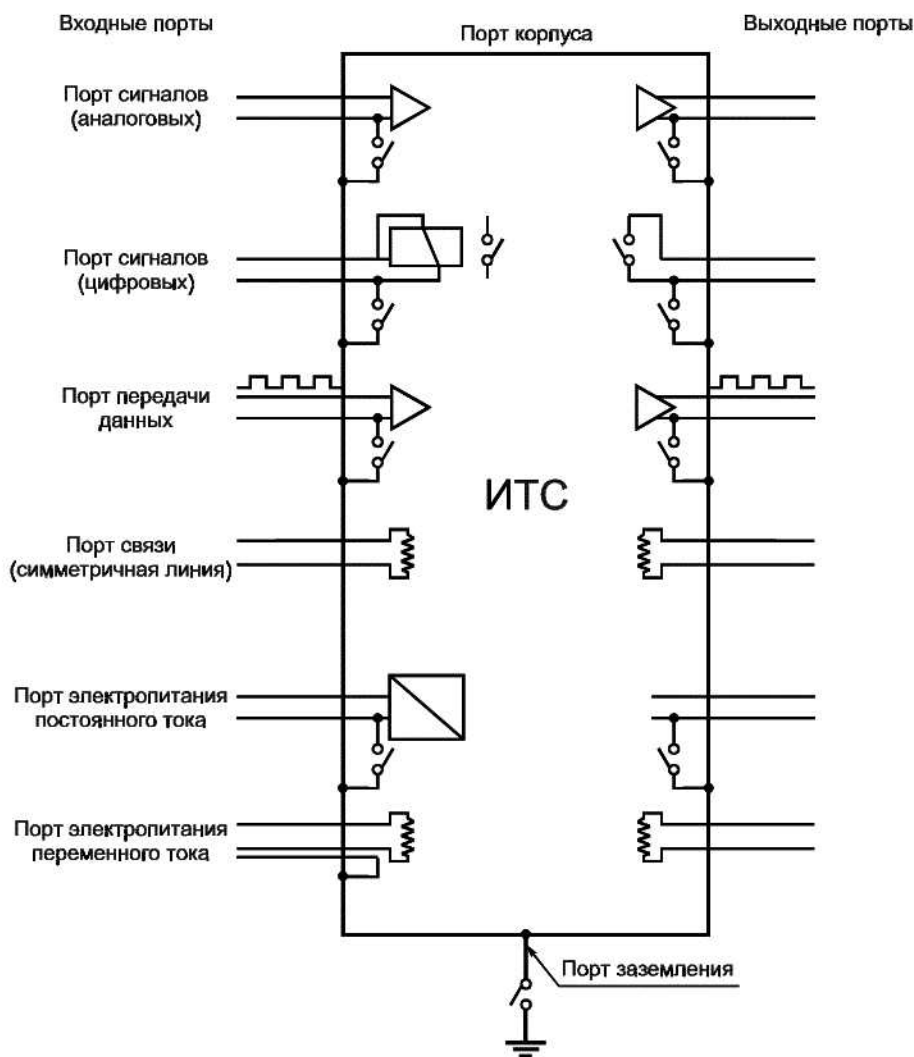 Входные порты
Порт корпуса
Выходные порты
Порт сигналов
(аналоговых)
Порт сигналов
(цифровых)
Порт передачи
данных
ИТС
Порт связи
(симметричная линия)
Порт электропитания
постоянного тока
Порт электропитания
переменного тока
Порт заземления